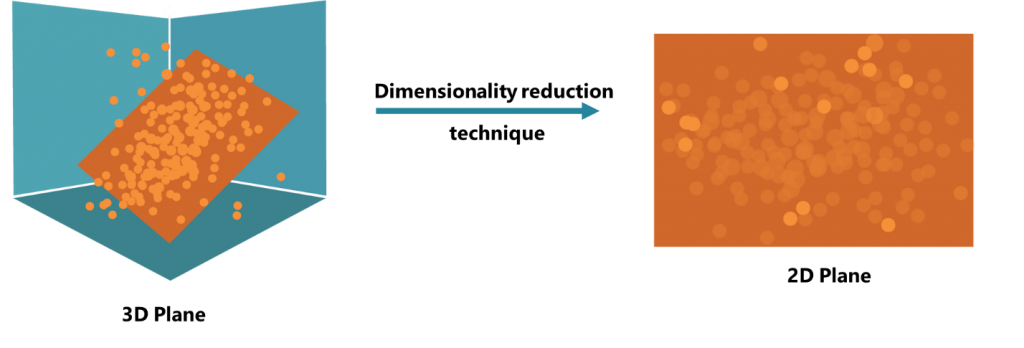 Dimensionality reduction
technique
3D Plane
2D Plane